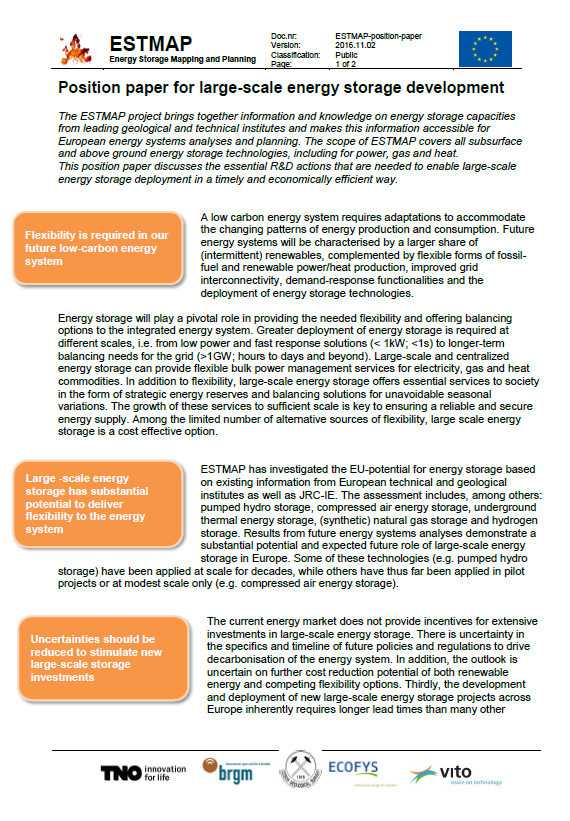 ESTMAP
Energy Storage Mapping and Planning
Doc.nr: ESTMAP-position-paper
Version: 2016.11.02
Classification: Public
Page: 1 of 2
Position paper for large-scale energy storage development
The ESTMAP project brings together information and knowledge on energy storage capacities
from leading geological and technical institutes and makes this information accessible for
European energy systems analyses and planning. The scope of ESTMAP covers all subsurface
and above ground energy storage technologies, including for power, gas and heat.
This position paper discusses the essential R&D actions that are needed to enable large-scale
energy storage deployment in a timely and economically efficient way.
Flexibility is required in our
future low-carbon energy
system
A low carbon energy system requires adaptations to accommodate
the changing patterns of energy production and consumption. Future
energy systems will be characterised by a larger share of
(intermittent) renewables, complemented by flexible forms of fossil-
fuel and renewable power/heat production, improved grid
interconnectivity, demand-response functionalities and the
deployment of energy storage technologies.
Energy storage will play a pivotal role in providing the needed flexibility and offering balancing
options to the integrated energy system. Greater deployment of energy storage is required at
different scales, i.e. from low power and fast response solutions (< 1kW; <1s) to longer-term
balancing needs for the grid (>1GW; hours to days and beyond). Large-scale and centralized
energy storage can provide flexible bulk power management services for electricity, gas and heat
commodities. In addition to flexibility, large-scale energy storage offers essential services to society
in the form of strategic energy reserves and balancing solutions for unavoidable seasonal
variations. The growth of these services to sufficient scale is key to ensuring a reliable and secure
energy supply. Among the limited number of alternative sources of flexibility, large scale energy
storage is a cost effective option.
Large -scale energy
storage has substantial
potential to deliver
flexibility to the energy
system
ESTMAP has investigated the EU-potential for energy storage based
on existing information from European technical and geological
institutes as well as JRC-IE. The assessment includes, among others:
pumped hydro storage, compressed air energy storage, underground
thermal energy storage, (synthetic) natural gas storage and hydrogen
storage. Results from future energy systems analyses demonstrate a
substantial potential and expected future role of large-scale energy
storage in Europe. Some of these technologies (e.g. pumped hydro
storage) have been applied at scale for decades, while others have thus far been applied in pilot
projects or at modest scale only (e.g. compressed air energy storage).
Uncertainties should be
reduced to stimulate new
large-scale storage
investments
The current energy market does not provide incentives for extensive
investments in large-scale energy storage. There is uncertainty in
the specifics and timeline of future policies and regulations to drive
decarbonisation of the energy system. In addition, the outlook is
uncertain on further cost reduction potential of both renewable
energy and competing flexibility options. Thirdly, the development
and deployment of new large-scale energy storage projects across
Europe inherently requires longer lead times than many other
TNO innovation
for life
brgm
ECOFYS
vito
vision on technology